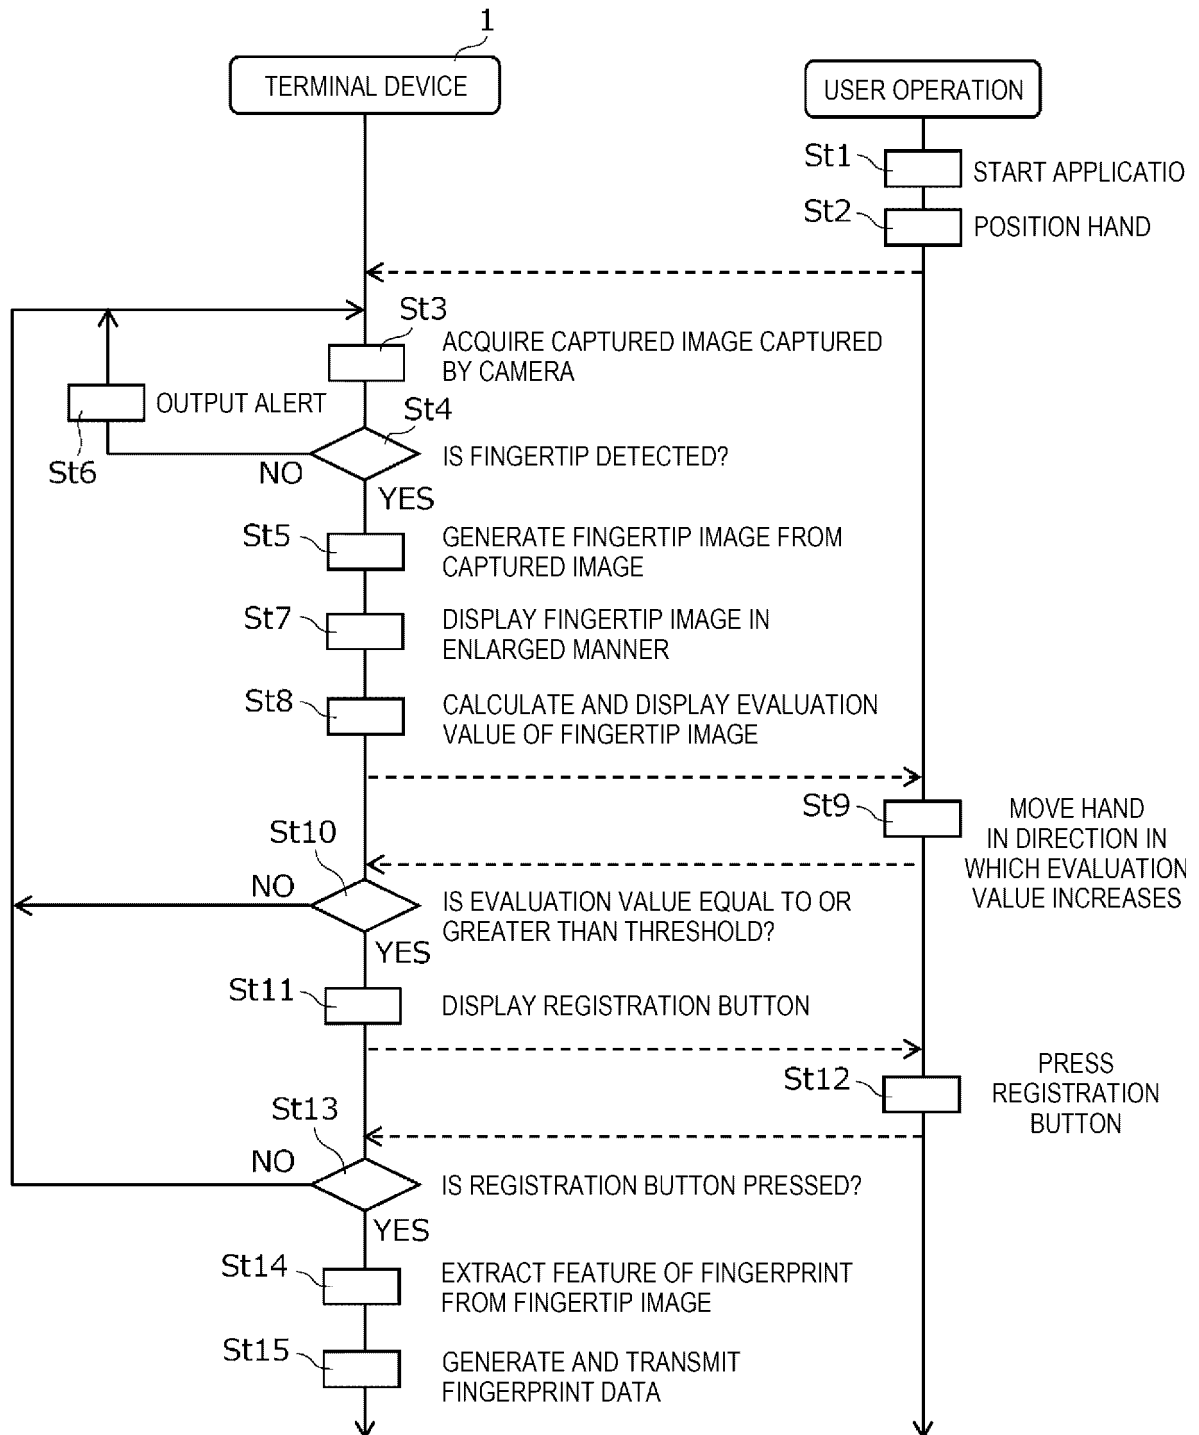 1
TERMINAL DEVICE
USER OPERATION
St1
START APPLICATIO
St2
POSITION HAND
St3
ACQUIRE CAPTURED IMAGE CAPTURED
BY CAMERA
OUTPUT ALERT
St4
St6
NO
IS FINGERTIP DETECTED?
YES
St5
GENERATE FINGERTIP IMAGE FROM
CAPTURED IMAGE
St7
DISPLAY FINGERTIP IMAGE IN
ENLARGED MANNER
St8
CALCULATE AND DISPLAY EVALUATION
VALUE OF FINGERTIP IMAGE
St9
MOVE HAND
IN DIRECTION IN
WHICH EVALUATION
VALUE INCREASES
St10
NO
IS EVALUATION VALUE EQUAL TO OR
GREATER THAN THRESHOLD?
YES
St11
DISPLAY REGISTRATION BUTTON
St12
PRESS
REGISTRATION
BUTTON
St13
NO
IS REGISTRATION BUTTON PRESSED?
YES
St14
EXTRACT FEATURE OF FINGERPRINT
FROM FINGERTIP IMAGE
St15
GENERATE AND TRANSMIT
FINGERPRINT DATA